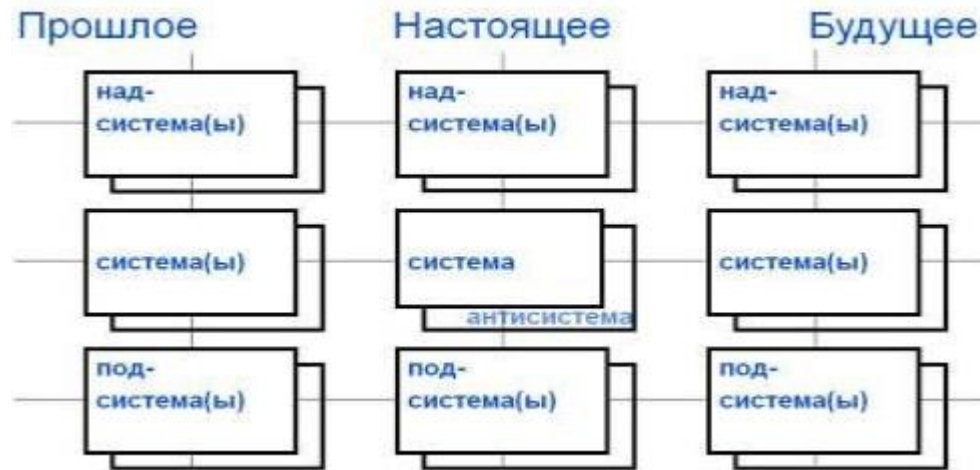 Прошлое Настоящее Будущее
над- над- над-
система(ы) система(ы) система(ы)
система(ы) система система(ы)
антисистема
под- под- под-
система(ы) система(ы) система(ы)